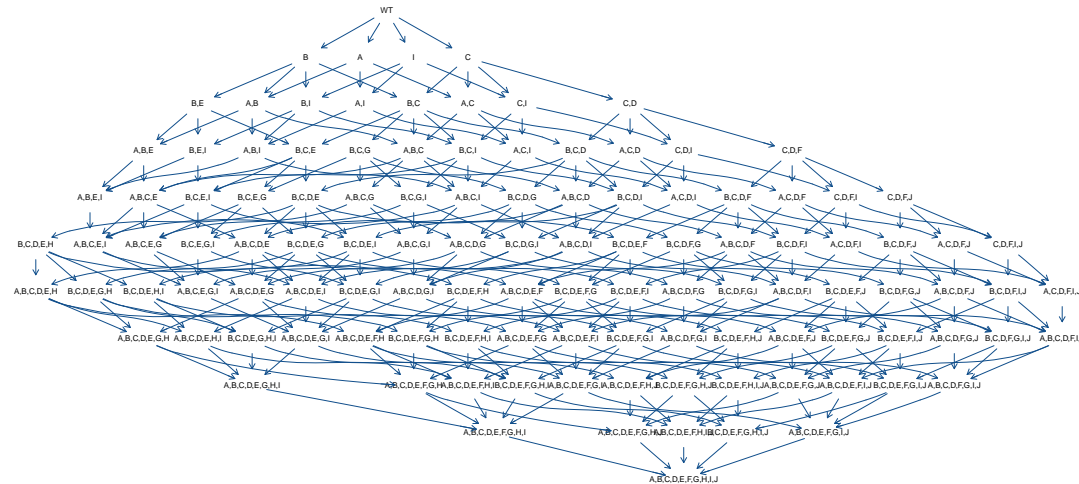 WT
B A I C
B,E A,B B,I A,I B,C A,C C,I C,D
A,B,E B,E,I A,B,I B,C,E B,C,G A,B,C B,C,I A,C,I B,C,D A,C,D C,D,I C,D,F
A,B,E,I A,B,C,E B,C,E,I B,C,E,G B,C,D,E A,B,C,G B,C,G,I A,B,C,I B,C,D,G A,B,C,D B,C,D,I A,C,D,I B,C,D,F A,C,D,F C,D,F,I C,D,F,J
B,C,D,E,H A,B,C,E,I A,B,C,E,G B,C,E,G,I A,B,C,D,E B,C,D,E,G B,C,D,E,I A,B,C,G,I A,B,C,D,G B,C,D,G,I A,B,C,D,I B,C,D,E,F B,C,D,F,G A,B,C,D,F B,C,D,F,I A,C,D,F,I B,C,D,F,J A,C,D,F,J C,D,F,I,J
A,B,C,D,E,H B,C,D,E,G,H B,C,D,E,H,I A,B,C,E,G,I A,B,C,D,E,G A,B,C,D,E,I B,C,D,E,G,I A,B,C,D,G,I B,C,D,E,F,H A,B,C,D,E,F B,C,D,E,F,G B,C,D,E,F,I A,B,C,D,F,G B,C,D,F,G,I A,B,C,D,F,I B,C,D,E,F,J B,C,D,F,G,J A,B,C,D,F,J B,C,D,F,I,J A,C,D,F,I,J
A,B,C,D,E,G,H A,B,C,D,E,H,I B,C,D,E,G,H,I A,B,C,D,E,G,I A,B,C,D,E,F,H B,C,D,E,F,G,H B,C,D,E,F,H,I A,B,C,D,E,F,G A,B,C,D,E,F,I B,C,D,E,F,G,I A,B,C,D,F,G,I B,C,D,E,F,H,J A,B,C,D,E,F,J B,C,D,E,F,G,J B,C,D,E,F,I,J A,B,C,D,F,G,J B,C,D,F,G,I,J A,B,C,D,F,I
A,B,C,D,E,G,H,I A,B,C,D,E,F,G,H A,B,C,D,E,F,H,I B,C,D,E,F,G,H,I A,B,C,D,E,F,G,I A,B,C,D,E,F,H,J B,C,D,E,F,G,H,J B,C,D,E,F,H,I,J A,B,C,D,E,F,G,J A,B,C,D,E,F,I,J B,C,D,E,F,G,I,J A,B,C,D,F,G,I,J
A,B,C,D,E,F,G,H,I A,B,C,D,E,F,G,H,J A,B,C,D,E,F,H,I,J B,C,D,E,F,G,H,I,J A,B,C,D,E,F,G,I,J
A,B,C,D,E,F,G,H,I,J